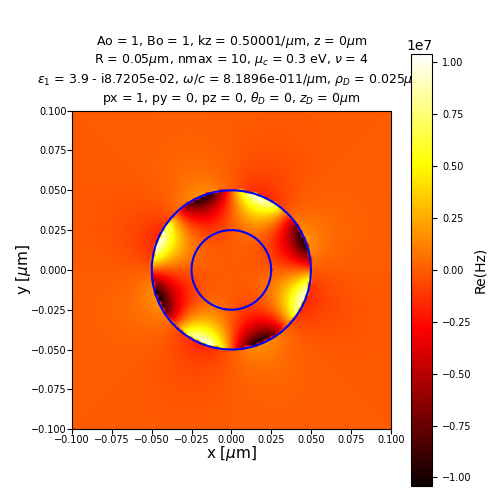 Ao = 1, Bo = 1, kz = 0.50001/μm, z = 0μm
R = 0.05μm, nmax = 10, μc = 0.3 eV, ν = 4
ε1 = 3.9 - i8.7205e-02, ω/c = 8.1896e-011/μm, ρD = 0.025μ
px = 1, py = 0, pz = 0, θD = 0, zD = 0μm
1e7
0.100
0.075
0.050
0.025
0.000
−0.025
−0.050
−0.075
−0.100
y [μm]
−0.100 −0.075 −0.050 −0.025 0.000 0.025 0.050 0.075 0.100
x [μm]
1.00
0.75
0.50
0.25
0.00
−0.25
−0.50
−0.75
−1.00
Re(Hz)